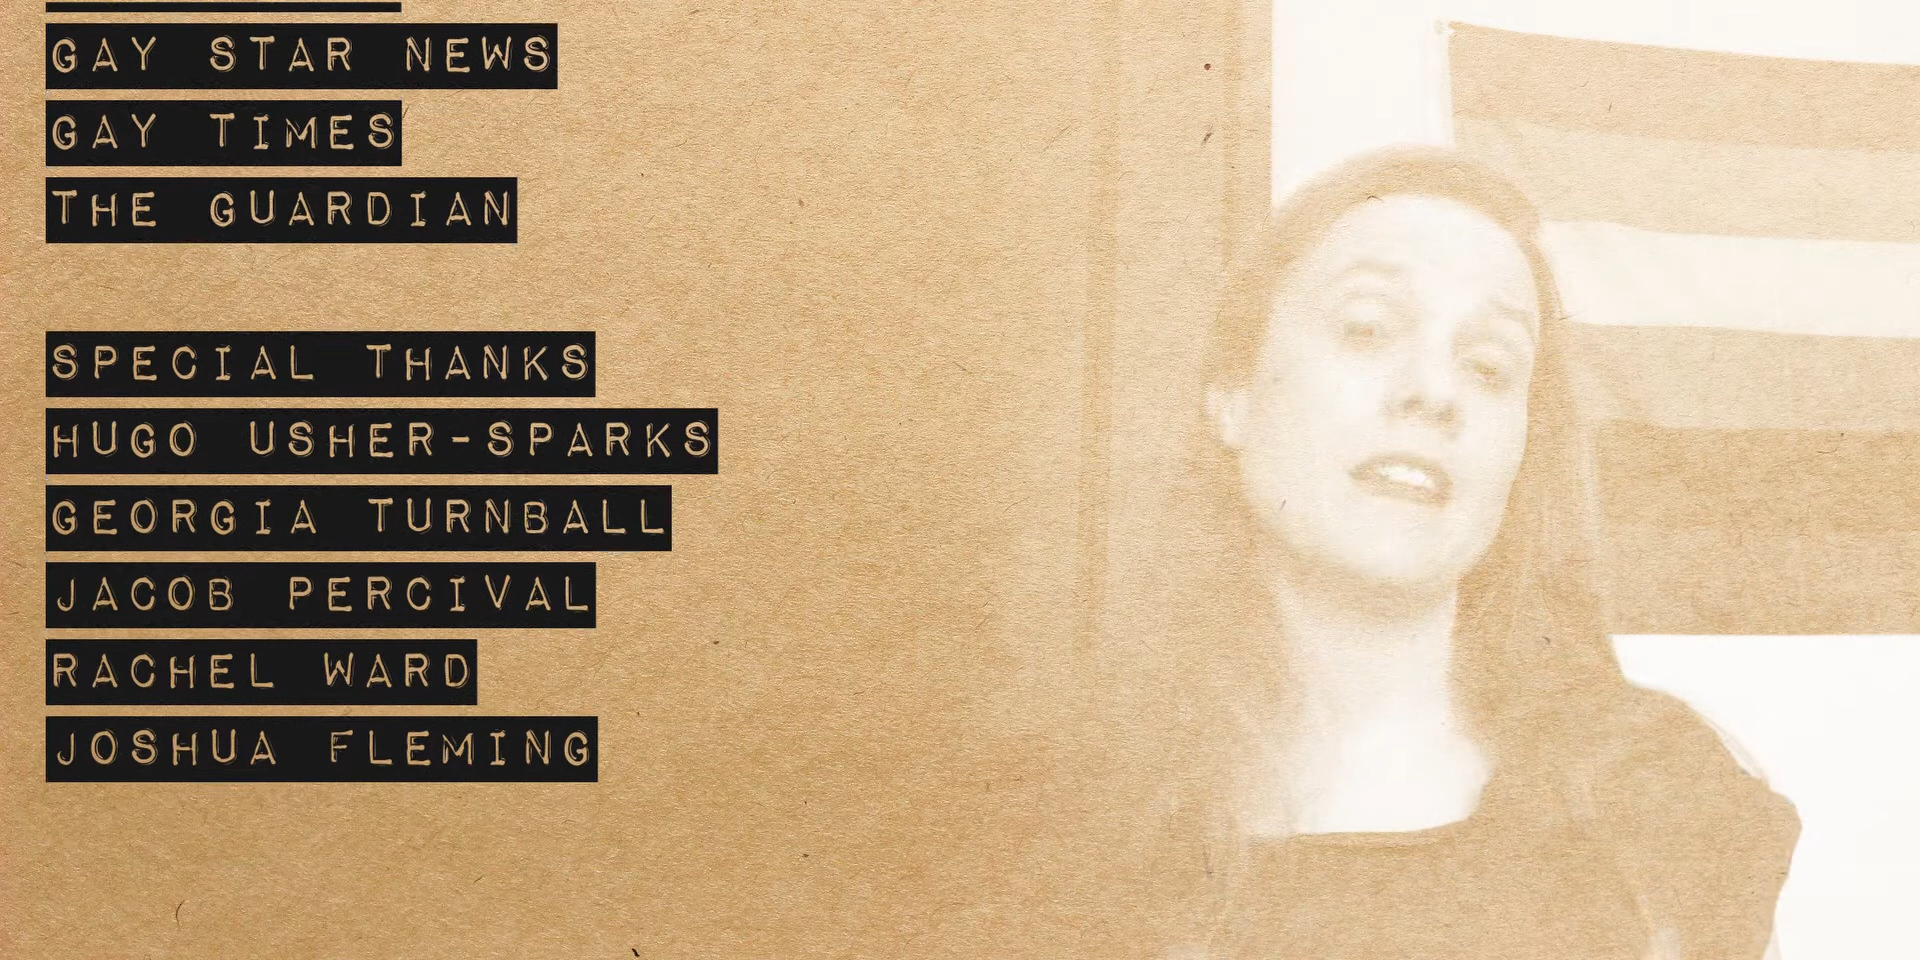 GAY STAR NEWS
GAY TIMES
THE GUARDIAN
SPECIAL THANKS
HUGO USHER-SPARKS
GEORGIA TURNBALL
JACOB PERCIVAL
RACHEL WARD
JOSHUA FLEMING